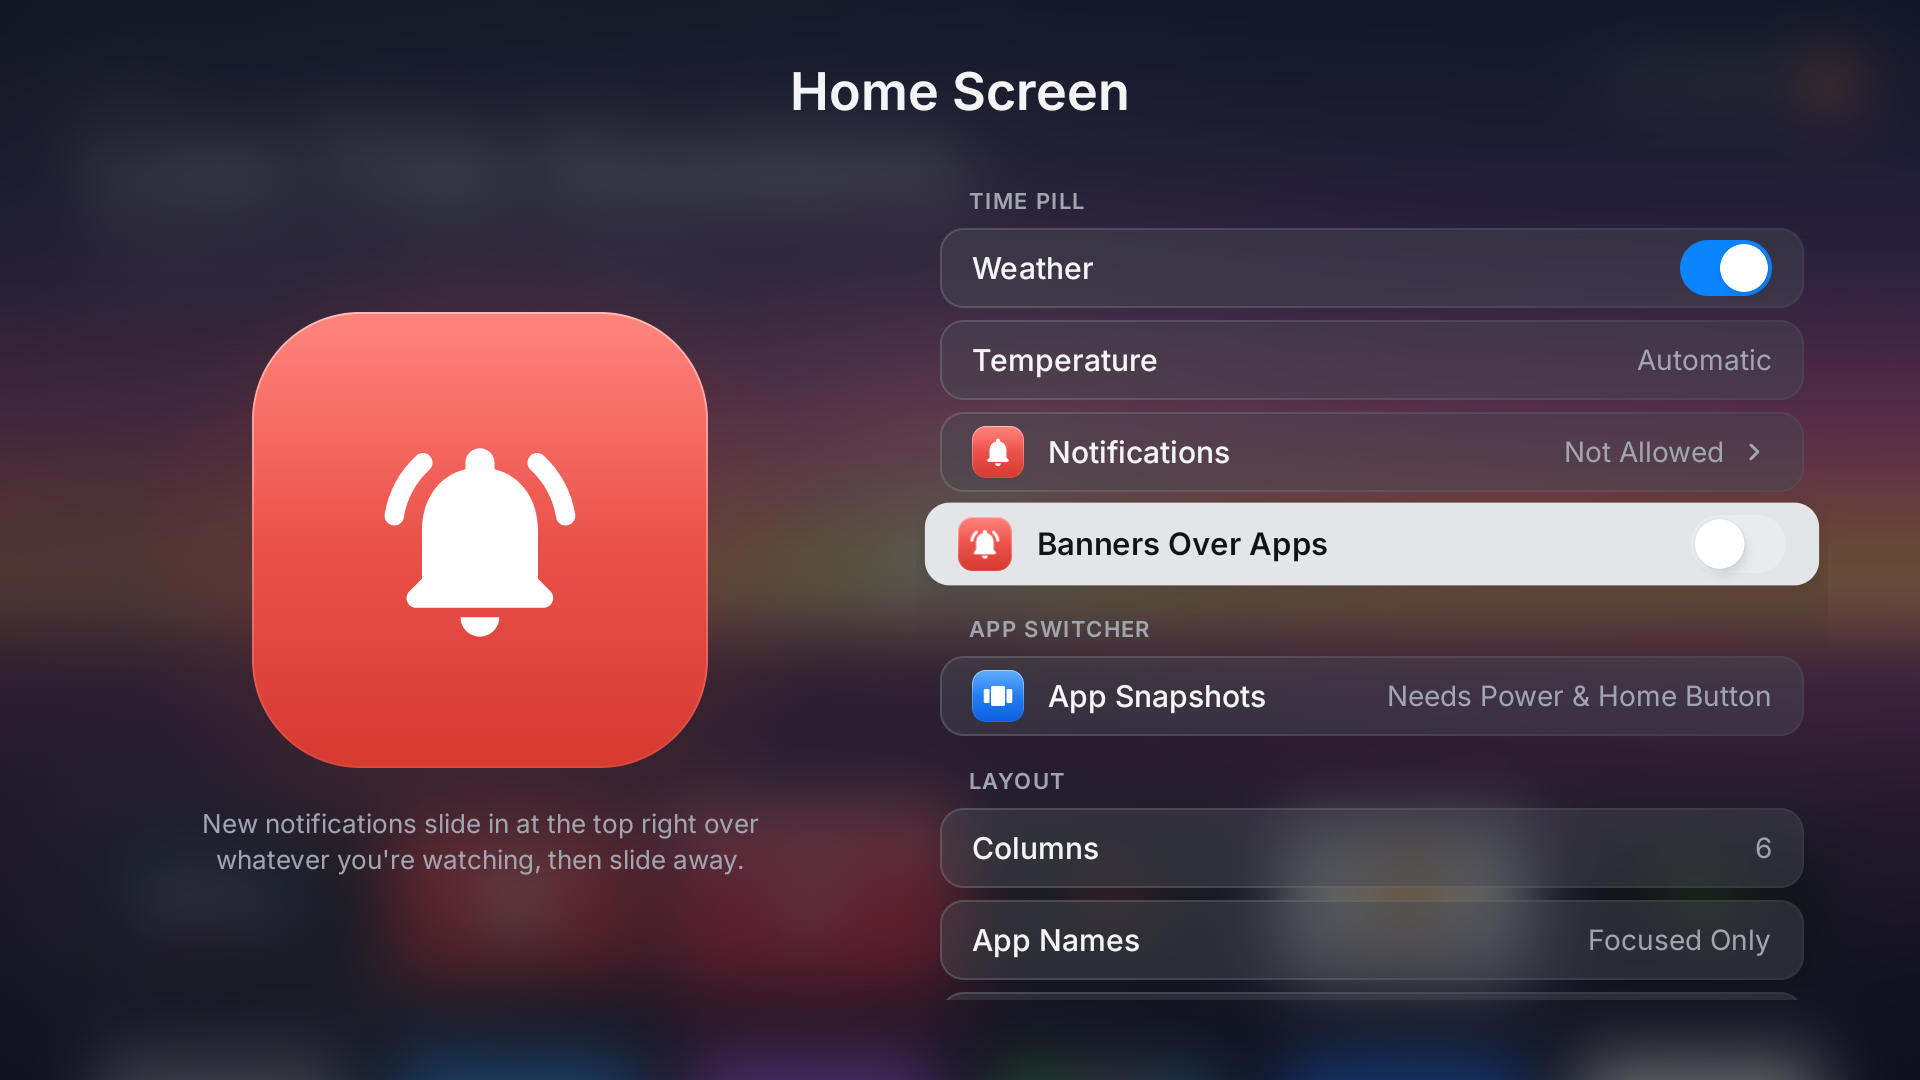 Home Screen
TIME PILL
Weather
Temperature Automatic
Notifications Not Allowed
Banners Over Apps
APP SWITCHER
App Snapshots Needs Power & Home Button
LAYOUT
Columns 6
App Names Focused Only
New notifications slide in at the top right over
whatever you're watching, then slide away.